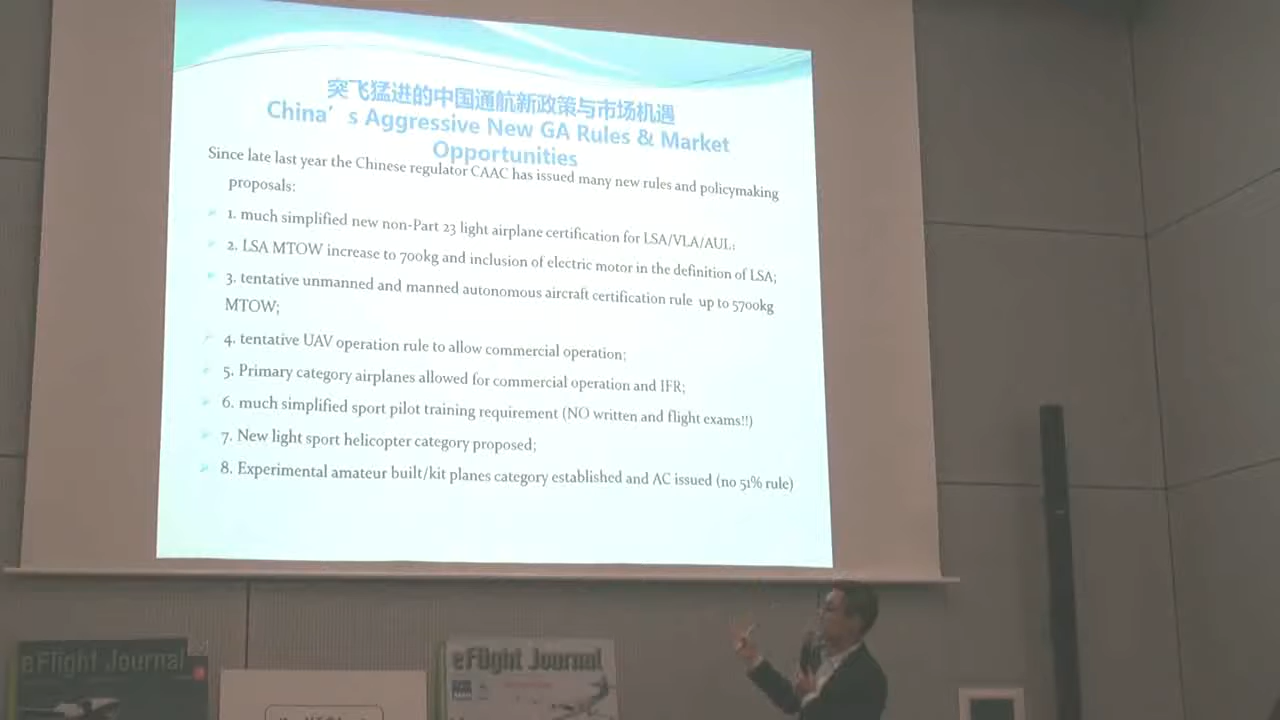 突飞猛进的中国通航新政策与市场机遇
China's Aggressive New GA Rules & Market
Opportunities
Since late last year the Chinese regulator CAAC has issued many new rules and policymaking
proposals:
1. much simplified new non-Part 23 light airplane certification for LSA/VLA/AUL;
2. LSA MTOW increase to 700kg and inclusion of electric motor in the definition of LSA;
3. tentative unmanned and manned autonomous aircraft certification rule up to 5700kg
MTOW;
4. tentative UAV operation rule to allow commercial operation;
5. Primary category airplanes allowed for commercial operation and IFR;
6. much simplified sport pilot training requirement (NO written and flight exams!!)
7. New light sport helicopter category proposed;
8. Experimental amateur built/kit planes category established and AC issued (no 51% rule)
eFlight Journal
eFlight Journal